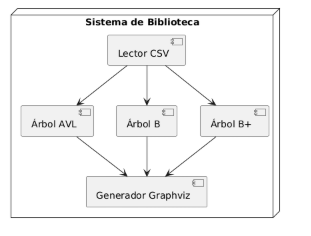 Sistema de Biblioteca
Lector CSV
Árbol AVL
Árbol B
Árbol B+
Generador Graphviz